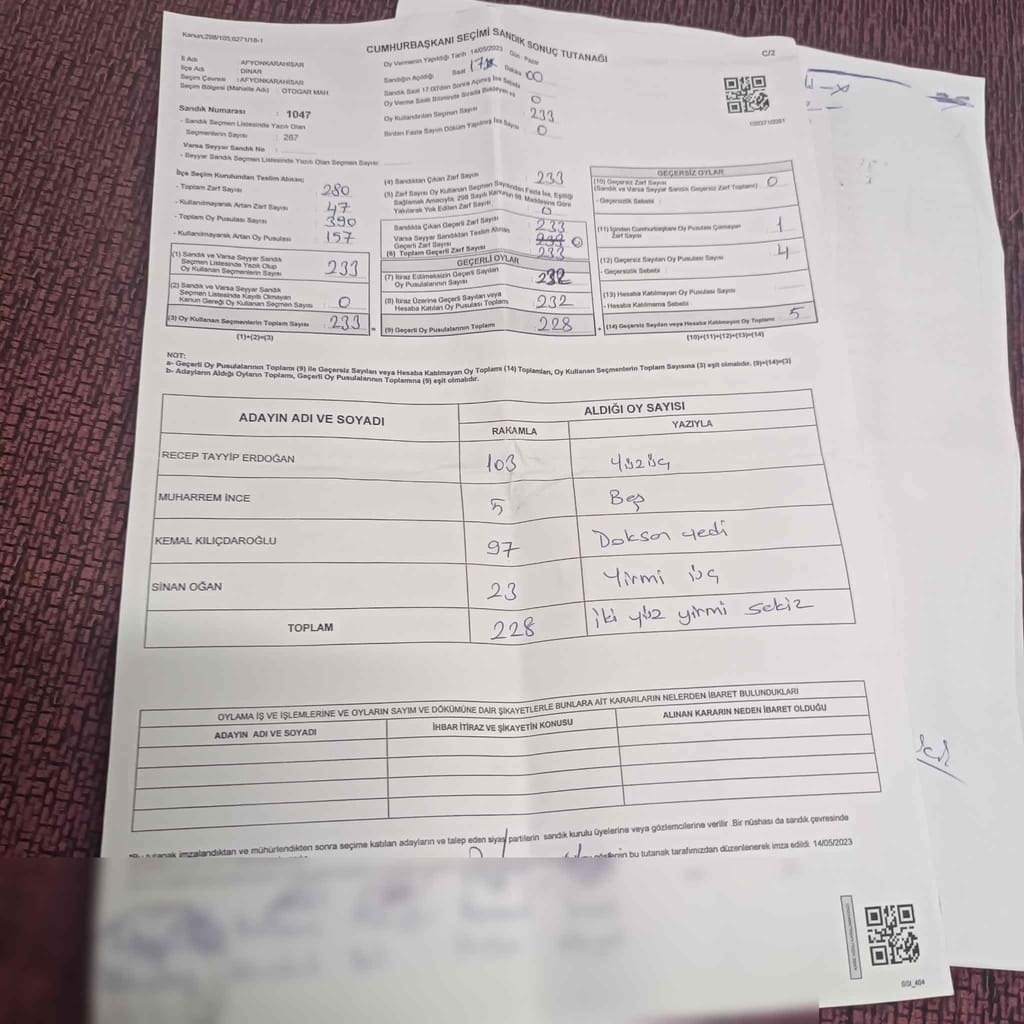 Kanun;298/105,6271/18-1
CUMHURBAŞKANI SEÇİMİ SANDIK SONUÇ TUTANAĞI
C/2
İl Adı : AFYONKARAHİSAR
İlçe Adı : DİNAR
Seçim Çevresi : AFYONKARAHİSAR
Seçim Bölgesi (Mahalle Adı) OTOGAR MAH
Oy Vermenin Yapıldığı Tarih :14/05/2023 Gün : Pazar
Sandığın Açıldığı Saat Dakika 00
Sandık Saat 17:00'den Sonra Açılmış İse Sebebi
Oy Verme Saati Bitiminde Sırada Bekleyen 0
Oy Kullandırılan Seçmen Sayısı 233
Birden Fazla Sayım Döküm Yapılmış İse Sayısı 0
Sandık Numarası : 1047
- Sandık Seçmen Listesinde Yazılı Olan
Seçmenlerin Sayısı : 267
Varsa Seyyar Sandık No :
- Seyyar Sandık Seçmen Listesinde Yazılı Olan Seçmen Sayısı
İlçe Seçim Kurulundan Teslim Alınan;
- Toplam Zarf Sayısı 280
- Kullanılmayarak Artan Zarf Sayısı 47
- Toplam Oy Pusulası Sayısı 390
- Kullanılmayarak Artan Oy Pusulası 157
(1) Sandık ve Varsa Seyyar Sandık
Seçmen Listesinde Yazılı Olup
Oy Kullanan Seçmenlerin Sayısı 233
(2) Sandık ve Varsa Seyyar Sandık
Seçmen Listesinde Kayıtlı Olmayan
Kanun Gereği Oy Kullanan Seçmen Sayısı 0
(3) Oy Kullanan Seçmenlerin Toplam Sayısı : 233
(1)+(2)=(3)
(4) Sandıktan Çıkan Zarf Sayısı 233
(5) Zarf Sayısı Oy Kullanan Seçmen Sayısından Fazla İse, Eşitliği
Sağlamak Amacıyla, 298 Sayılı Kanunun 98. Maddesine Göre
Yakılarak Yok Edilen Zarf Sayısı 0
Sandıkta Çıkan Geçerli Zarf Sayısı 233
Varsa Seyyar Sandıktan Teslim Alınan
Geçerli Zarf Sayısı 0
(6) Toplam Geçerli Zarf Sayısı 233
GEÇERLİ OYLAR
(7) İtiraz Edilmeksizin Geçerli Sayılan
Oy Pusulalarının Sayısı 232
(8) İtiraz Üzerine Geçerli Sayılan veya
Hesaba Katılan Oy Pusulası Toplamı 232
(9) Geçerli Oy Pusulalarının Toplamı 228
GEÇERSİZ OYLAR
(10) Geçersiz Zarf Sayısı
(Sandık ve Varsa Seyyar Sandık Geçersiz Zarf Toplamı) 0
- Geçersizlik Sebebi
(11) İçinden Cumhurbaşkanı Oy Pusulası Çıkmayan
Zarf Sayısı 1
(12) Geçersiz Sayılan Oy Pusulası Sayısı 4
- Geçersizlik Sebebi
(13) Hesaba Katılmayan Oy Pusulası Sayısı
- Hesaba Katılmama Sebebi
(14) Geçersiz Sayılan veya Hesaba Katılmayan Oy Toplamı 5
(10)+(11)+(12)+(13)=(14)
NOT:
a- Geçerli Oy Pusulalarının Toplamı (9) ile Geçersiz Sayılan veya Hesaba Katılmayan Oy Toplamı (14) Toplamları, Oy Kullanan Seçmenlerin Toplam Sayısına (3) eşit olmalıdır. (9)+(14)=(3)
b- Adayların Aldığı Oyların Toplamı, Geçerli Oy Pusulalarının Toplamına (9) eşit olmalıdır.
ADAYIN ADI VE SOYADI
ALDIĞI OY SAYISI
RAKAMLA YAZIYLA
RECEP TAYYİP ERDOĞAN 103 Yüzüç
MUHARREM İNCE 5 Beş
KEMAL KILIÇDAROĞLU 97 Doksan yedi
SİNAN OĞAN 23 Yirmi üç
TOPLAM 228 iki yüz yirmi sekiz
OYLAMA İŞ VE İŞLEMLERİNE VE OYLARIN SAYIM VE DÖKÜMÜNE DAİR ŞİKAYETLERLE BUNLARA AİT KARARLARIN NELERDEN İBARET BULUNDUKLARI
ADAYIN ADI VE SOYADI İHBAR İTİRAZ VE ŞİKAYETİN KONUSU ALINAN KARARIN NEDEN İBARET OLDUĞU
tutanak imzalandıktan ve mühürlendikten sonra seçime katılan adayların ve talep eden siyasi partilerin sandık kurulu üyelerine veya gözlemcilerine verilir .Bir nüshası da sandık çevresinde
bu tutanak tarafımızdan düzenlenerek imza edildi. 14/05/2023